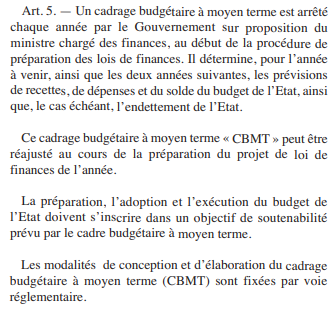 Art. 5. — Un cadrage budgétaire à moyen terme est arrêté
chaque année par le Gouvernement sur proposition du
ministre chargé des finances, au début de la procédure de
préparation des lois de finances. Il détermine, pour l'année
à venir, ainsi que les deux années suivantes, les prévisions
de recettes, de dépenses et du solde du budget de l'Etat, ainsi
que, le cas échéant, l'endettement de l'Etat.
Ce cadrage budgétaire à moyen terme « CBMT » peut être
réajusté au cours de la préparation du projet de loi de
finances de l'année.
La préparation, l'adoption et l'exécution du budget de
l'Etat doivent s'inscrire dans un objectif de soutenabilité
prévu par le cadre budgétaire à moyen terme.
Les modalités de conception et d'élaboration du cadrage
budgétaire à moyen terme (CBMT) sont fixées par voie
réglementaire.